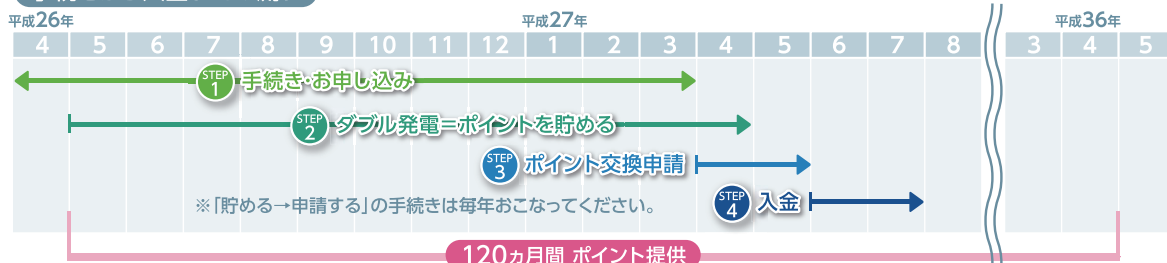 平成26年 平成27年 平成36年
4 5 6 7 8 9 10 11 12 1 2 3 4 5 6 7 8 3 4 5
STEP 1 手続き・お申し込み
STEP 2 ダブル発電=ポイントを貯める
STEP 3 ポイント交換申請
STEP 4 入金
※「貯める→申請する」の手続きは毎年おこなってください。
120ヵ月間 ポイント提供